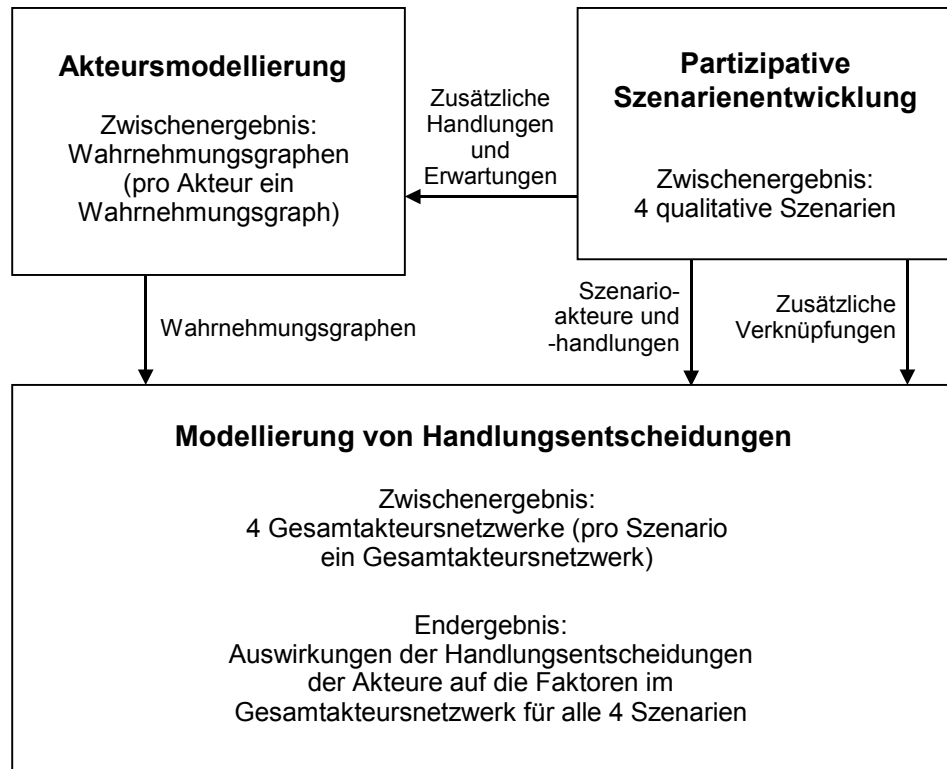 Akteursmodellierung
Zwischenergebnis:
Wahrnehmungsgraphen
(pro Akteur ein
Wahrnehmungsgraph)
Zusätzliche
Handlungen
und
Erwartungen
Partizipative
Szenarienentwicklung
Zwischenergebnis:
4 qualitative Szenarien
Wahrnehmungsgraphen
Szenario-
akteure und
-handlungen
Zusätzliche
Verknüpfungen
Modellierung von Handlungsentscheidungen
Zwischenergebnis:
4 Gesamtakteursnetzwerke (pro Szenario
ein Gesamtakteursnetzwerk)
Endergebnis:
Auswirkungen der Handlungsentscheidungen
der Akteure auf die Faktoren im
Gesamtakteursnetzwerk für alle 4 Szenarien